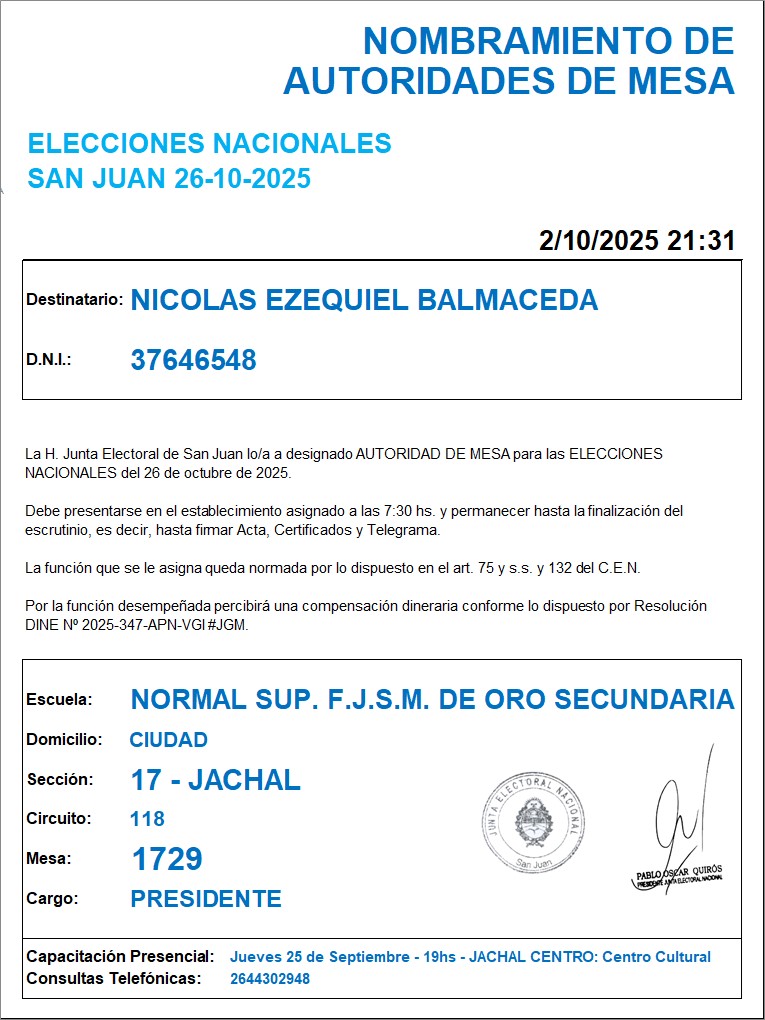 NOMBRAMIENTO DE
AUTORIDADES DE MESA
ELECCIONES NACIONALES
SAN JUAN 26-10-2025
2/10/2025 21:31
Destinatario: NICOLAS EZEQUIEL BALMACEDA
D.N.I.: 37646548
La H. Junta Electoral de San Juan lo/a a designado AUTORIDAD DE MESA para las ELECCIONES
NACIONALES del 26 de octubre de 2025.
Debe presentarse en el establecimiento asignado a las 7:30 hs. y permanecer hasta la finalización del
escrutinio, es decir, hasta firmar Acta, Certificados y Telegrama.
La función que se le asigna queda normada por lo dispuesto en el art. 75 y s.s. y 132 del C.E.N.
Por la función desempeñada percibirá una compensación dineraria conforme lo dispuesto por Resolución
DINE Nº 2025-347-APN-VGI#JGM.
Escuela: NORMAL SUP. F.J.S.M. DE ORO SECUNDARIA
Domicilio: CIUDAD
Sección: 17 - JACHAL
Circuito: 118
Mesa: 1729
Cargo: PRESIDENTE
JUNTA ELECTORAL NACIONAL
San Juan
PABLO OSCAR QUIRÓS
PRESIDENTE JUNTA ELECTORAL NACIONAL
Capacitación Presencial: Jueves 25 de Septiembre - 19hs - JACHAL CENTRO: Centro Cultural
Consultas Telefónicas: 2644302948